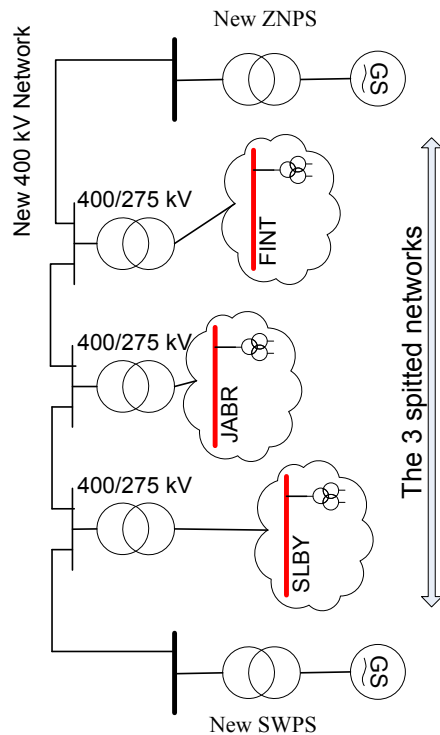 New ZNPS
GS
New 400 kV Network
400/275 kV
FINT
400/275 kV
JABR
The 3 spitted networks
400/275 kV
SLBY
GS
New SWPS